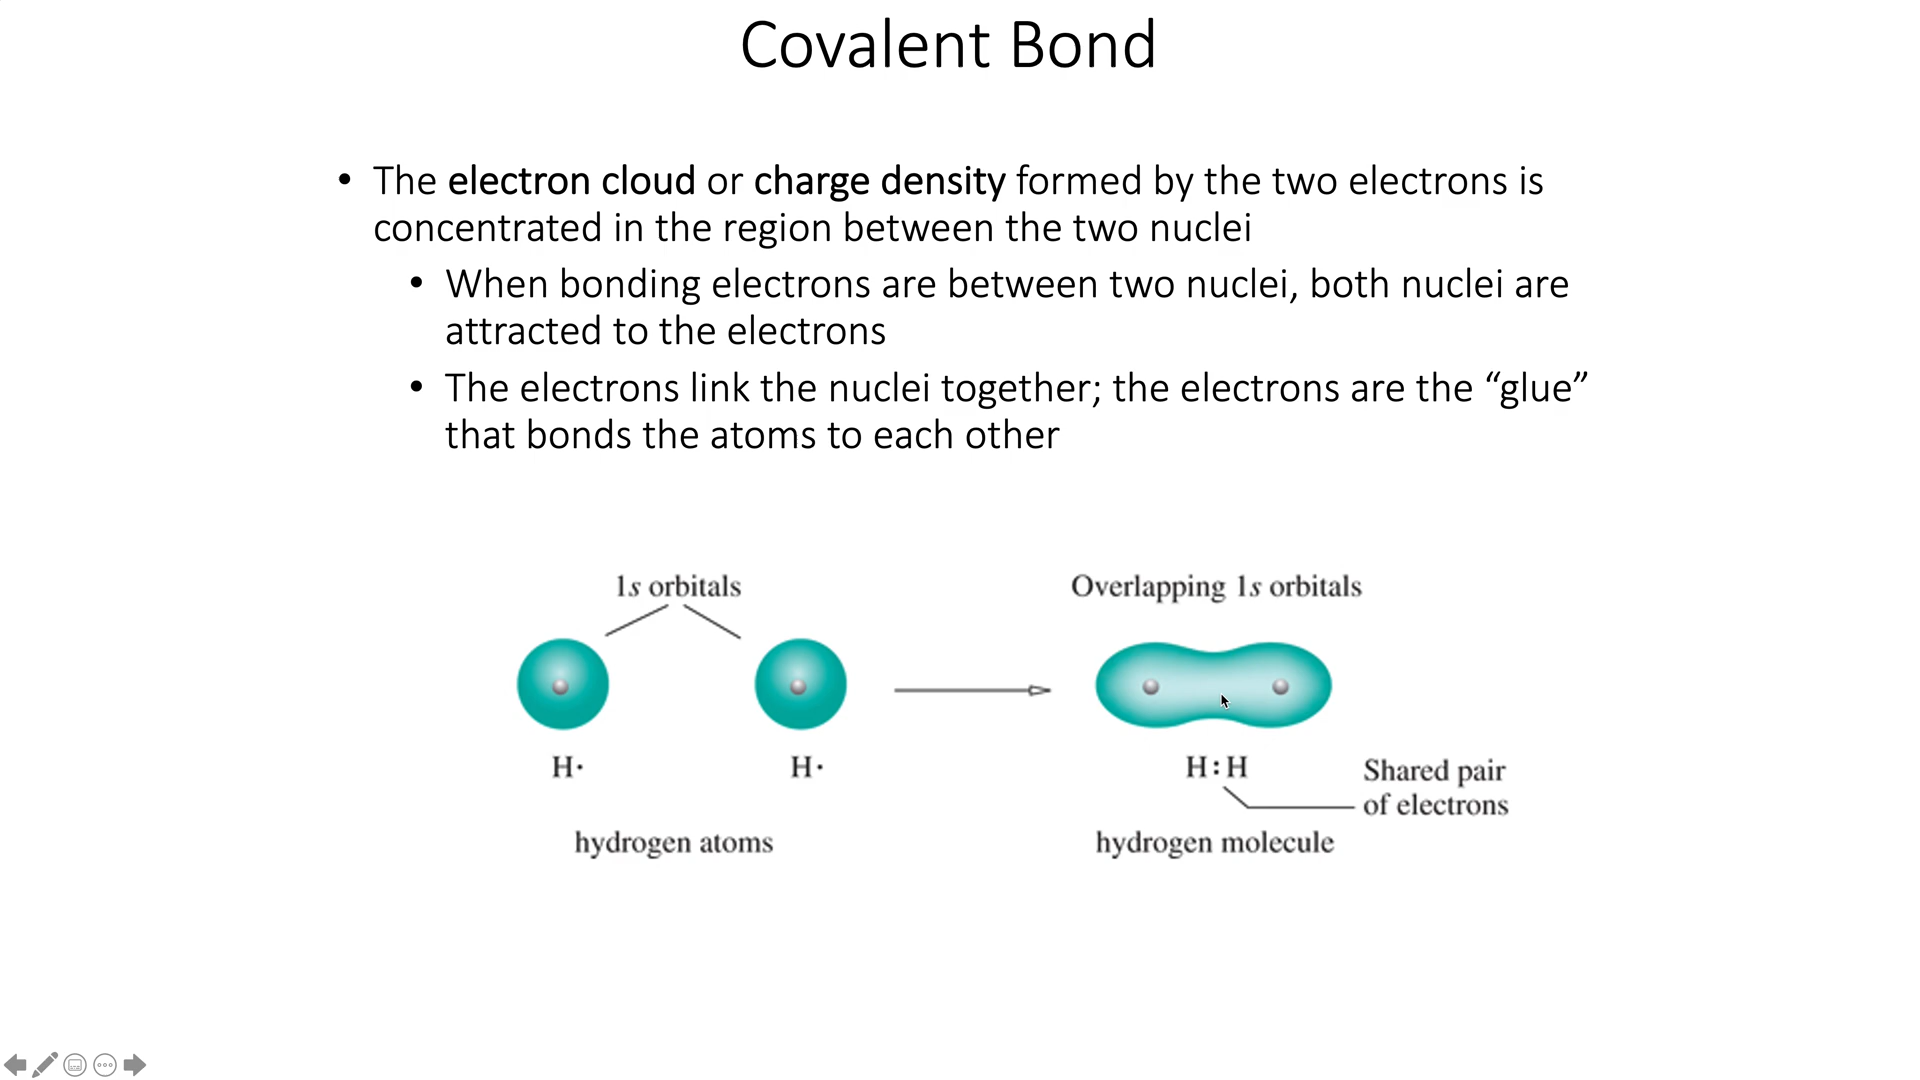 Covalent Bond
• The electron cloud or charge density formed by the two electrons is
concentrated in the region between the two nuclei
• When bonding electrons are between two nuclei, both nuclei are
attracted to the electrons
• The electrons link the nuclei together; the electrons are the “glue”
that bonds the atoms to each other
1s orbitals
Overlapping 1s orbitals
H·
H·
H:H
Shared pair
of electrons
hydrogen atoms
hydrogen molecule